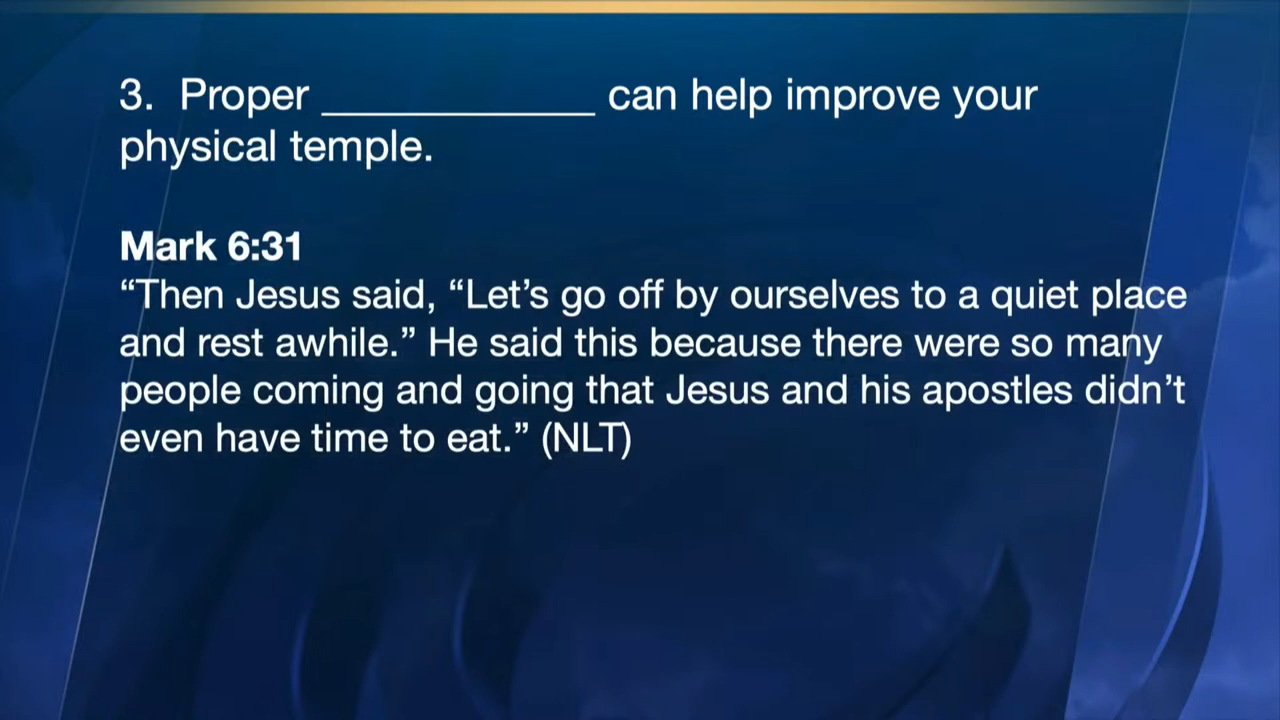 3. Proper _____________ can help improve your
physical temple.
Mark 6:31
“Then Jesus said, “Let’s go off by ourselves to a quiet place
and rest awhile.” He said this because there were so many
people coming and going that Jesus and his apostles didn’t
even have time to eat.” (NLT)